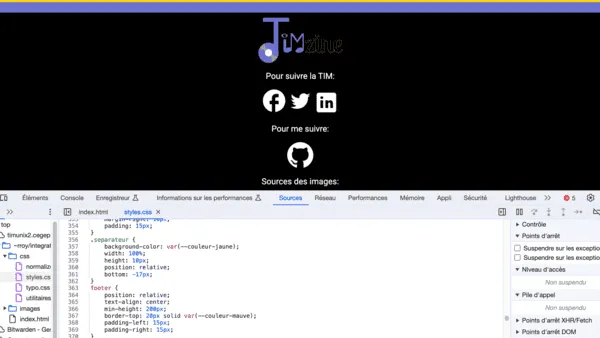 TIMzine
Pour suivre la TIM:
Pour me suivre:
Sources des images:
Éléments Console Enregistreur Informations sur les performances Sources Réseau Performances Mémoire Appli Sécurité Lighthouse >> 5
>> index.html styles.css × >>
top
timunix2.cegep
~rroy/integrat
css
normaliz
styles.cs
typo.css
utilitaires
images
index.html
Bitwarden - Ges
354 padding: 15px;
355 }
356 .separateur {
357 background-color: var(--couleur-jaune);
358 width: 100%;
359 height: 10px;
360 position: relative;
361 bottom: -17px;
362 }
363 footer {
364 position: relative;
365 text-align: center;
366 min-height: 200px;
367 border-top: 20px solid var(--couleur-mauve);
368 padding-left: 15px;
369 padding-right: 15px;
370 }
Contrôle
Points d'arrêt
Suspendre sur les exceptio
Suspendre sur les exceptio
Niveau d'accès
Non suspendu
Pile d'appel
Non suspendu
Points d'arrêt XHR/Fetch
Points d'arrêt DOM